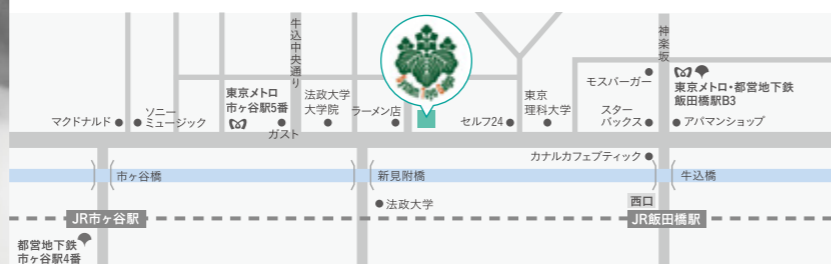 牛込中央通り
神楽坂
東京メトロ
市ヶ谷駅5番
法政大学
大学院
ラーメン店
マクドナルド
ソニー
ミュージック
ガスト
セルフ24
東京
理科大学
モスバーガー
スター
バックス
東京メトロ・都営地下鉄
飯田橋駅B3
アパマンショップ
カナルカフェブティック
市ヶ谷橋
新見附橋
牛込橋
法政大学
西口
JR市ヶ谷駅
JR飯田橋駅
都営地下鉄
市ヶ谷駅4番